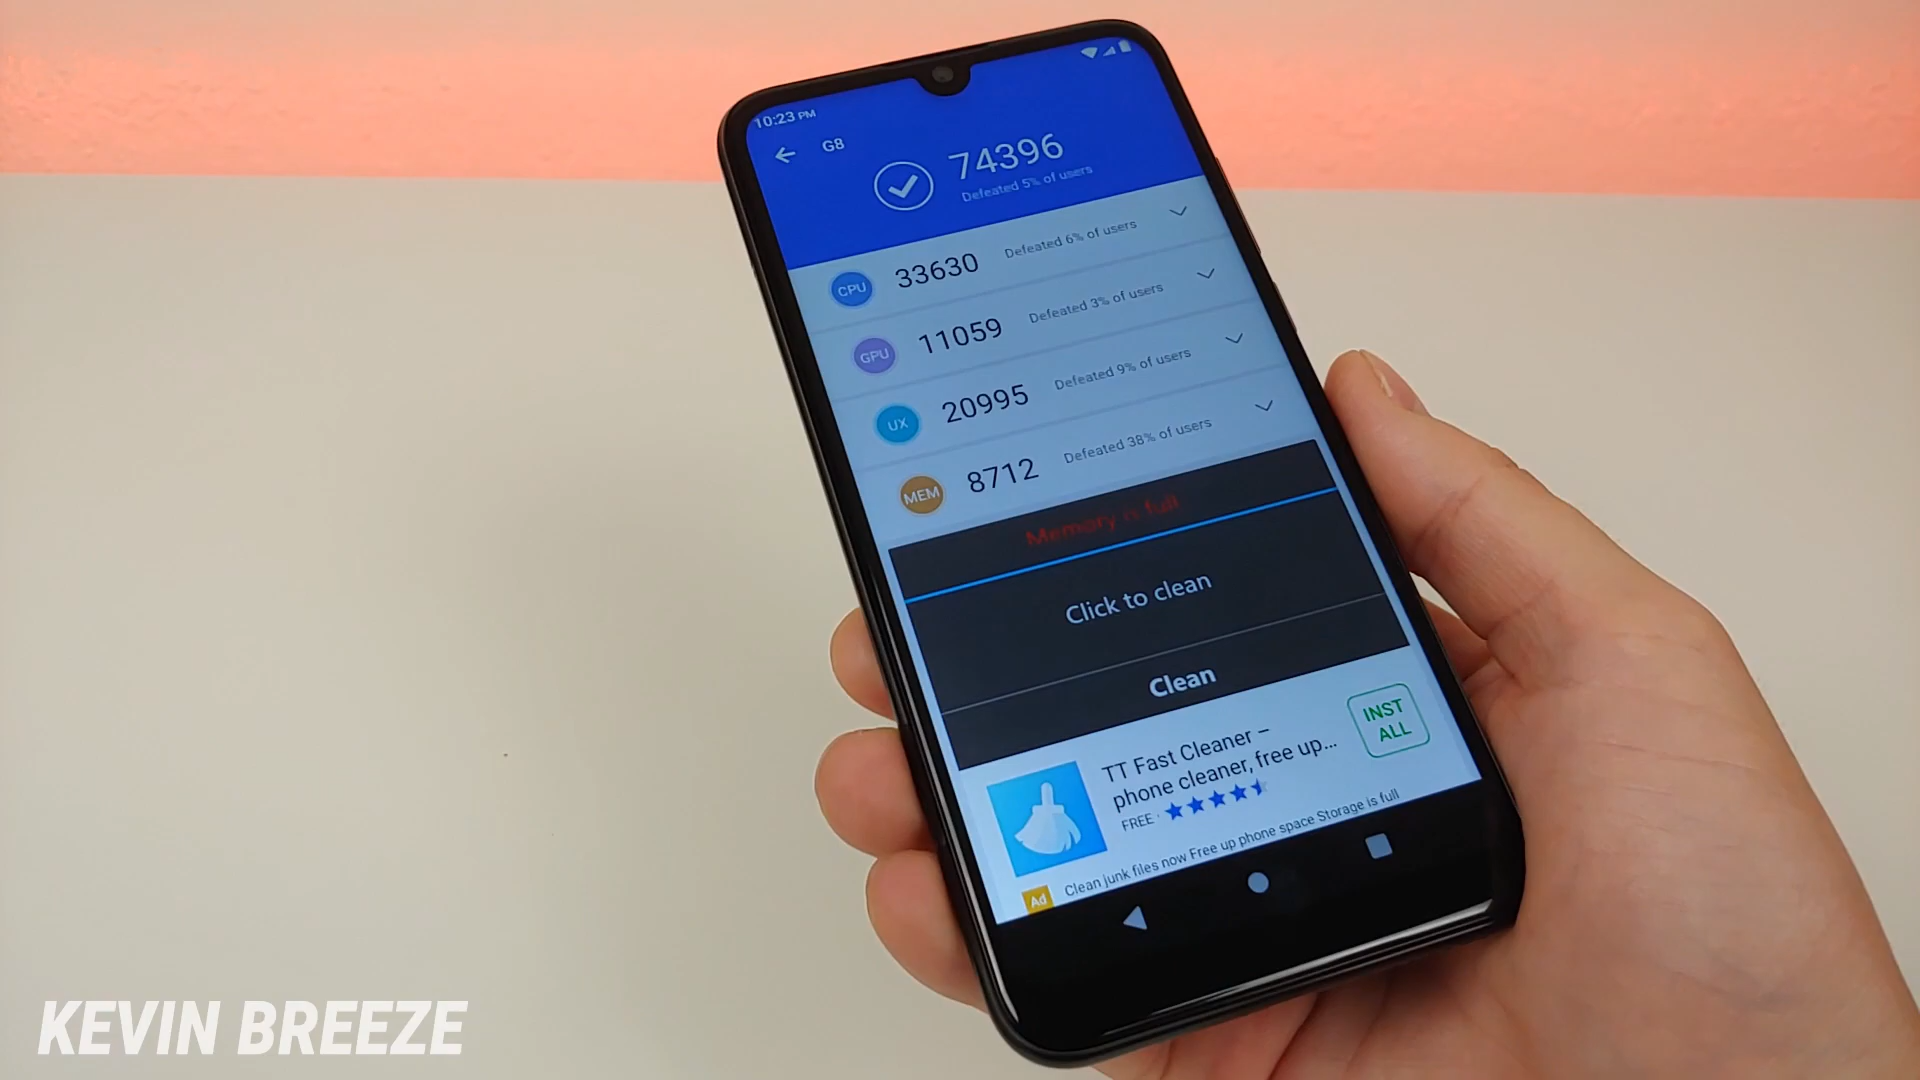 10:23 PM
G8
74396
Defeated 5% of users
CPU 33630 Defeated 6% of users
GPU 11059 Defeated 3% of users
UX 20995 Defeated 9% of users
MEM 8712 Defeated 38% of users
Memory is full
Click to clean
Clean
TT Fast Cleaner –
phone cleaner, free up...
FREE
INST
ALL
Ad Clean junk files now Free up phone space Storage is full
KEVIN BREEZE